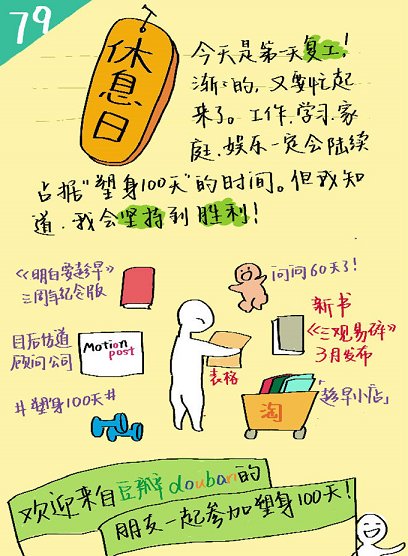 79
休息日
今天是第一天复工!
渐渐的,又要忙起
来了。工作.学习.家
庭.娱乐一定会陆续
占据“塑身100天”的时间。但我知
道.我会坚持到胜利!
《明白要趁早》
三周年纪念版
问问60天了!
新书
《三观易碎》
3月发布
目后佑道
顾问公司
Motion
post
表格
#塑身100天#
淘
「趁早小店」
欢迎来自豆瓣douban的
朋友一起参加塑身100天!